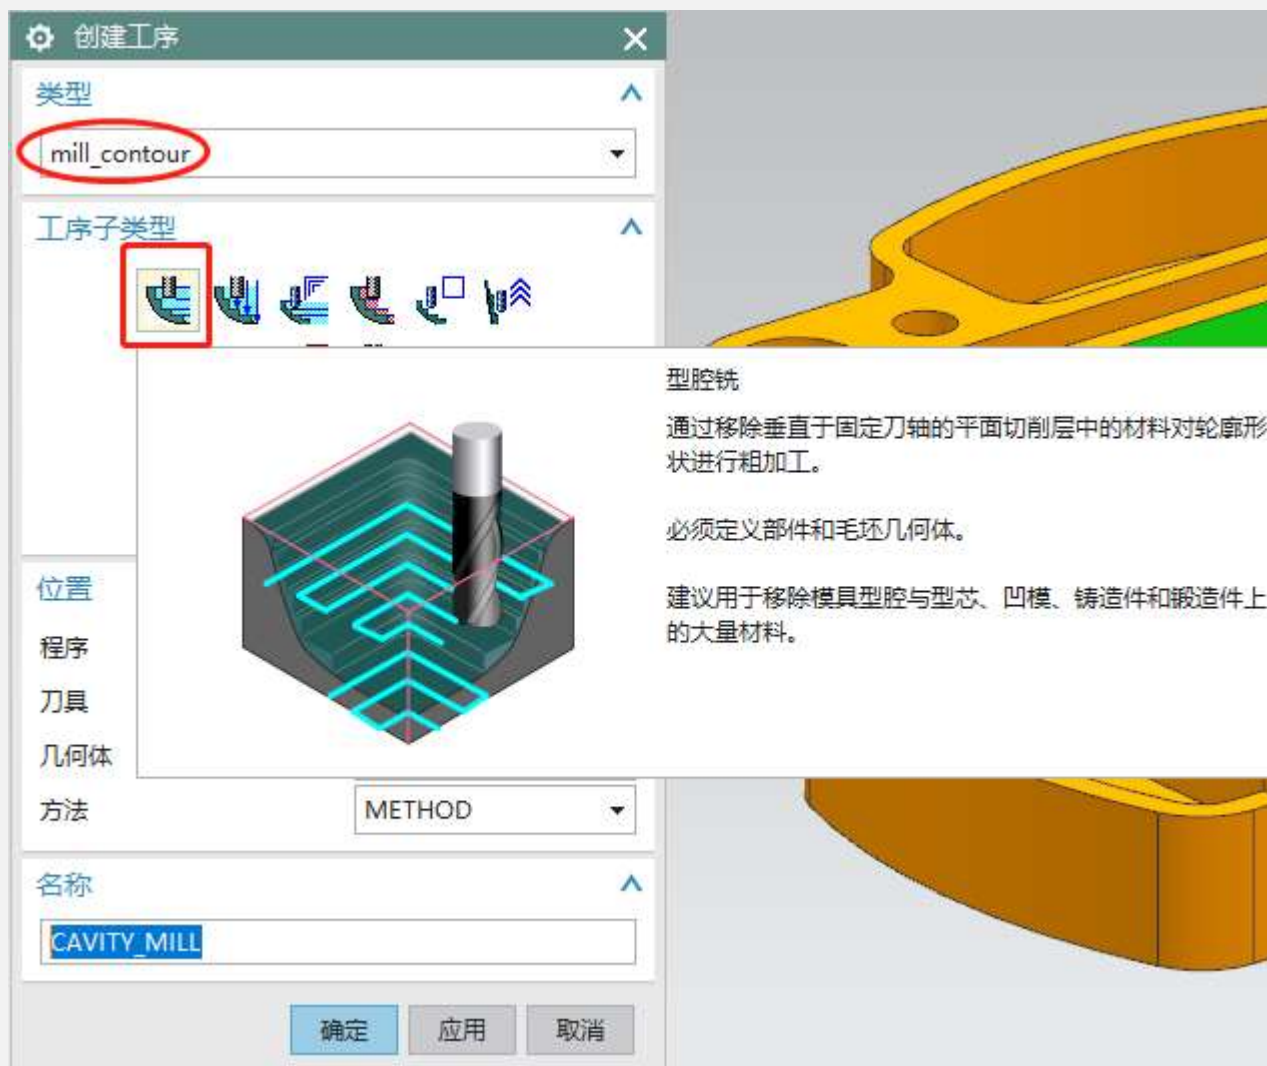 创建工序
类型
mill_contour
工序子类型
型腔铣
通过移除垂直于固定刀轴的平面切削层中的材料对轮廓形
状进行粗加工。
必须定义部件和毛坯几何体。
建议用于移除模具型腔与型芯、凹模、铸造件和锻造件上
的大量材料。
位置
程序
刀具
几何体
方法
METHOD
名称
CAVITY_MILL
确定
应用
取消